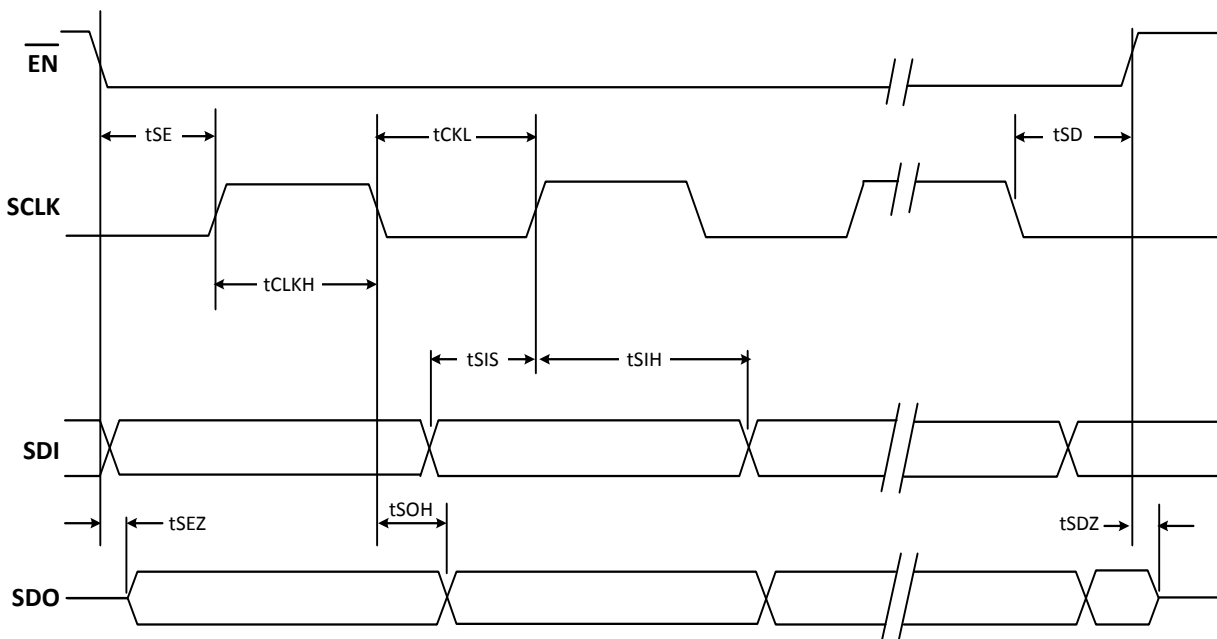 EN
tSE
tCKL
tSD
SCLK
tCLKH
tSIS
tSIH
SDI
tSEZ
tSOH
tSDZ
SDO